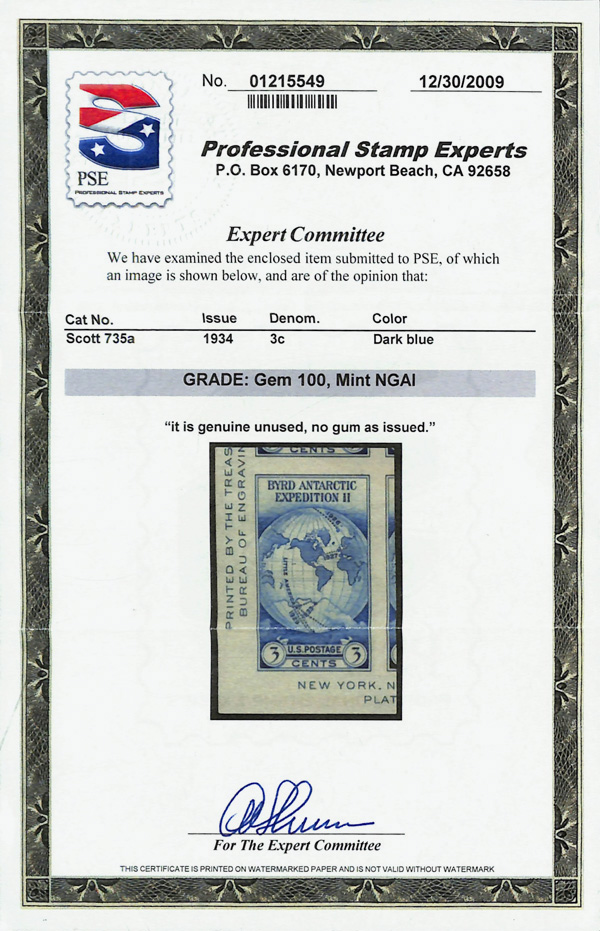 No. 01215549
12/30/2009
PSE
PROFESSIONAL STAMP EXPERTS
Professional Stamp Experts
P.O. Box 6170, Newport Beach, CA 92658
Expert Committee
We have examined the enclosed item submitted to PSE, of which
an image is shown below, and are of the opinion that:
Cat No. Issue Denom. Color
Scott 735a 1934 3c Dark blue
GRADE: Gem 100, Mint NGAI
"it is genuine unused, no gum as issued."
CENTS
PRINTED BY THE TREAS
BUREAU OF ENGRAVIN
BYRD ANTARCTIC
EXPEDITION II
LITTLE AMERICA
3 U.S. POSTAGE 3
CENTS
NEW YORK, N
PLAT
For The Expert Committee
THIS CERTIFICATE IS PRINTED ON WATERMARKED PAPER AND IS NOT VALID WITHOUT WATERMARK